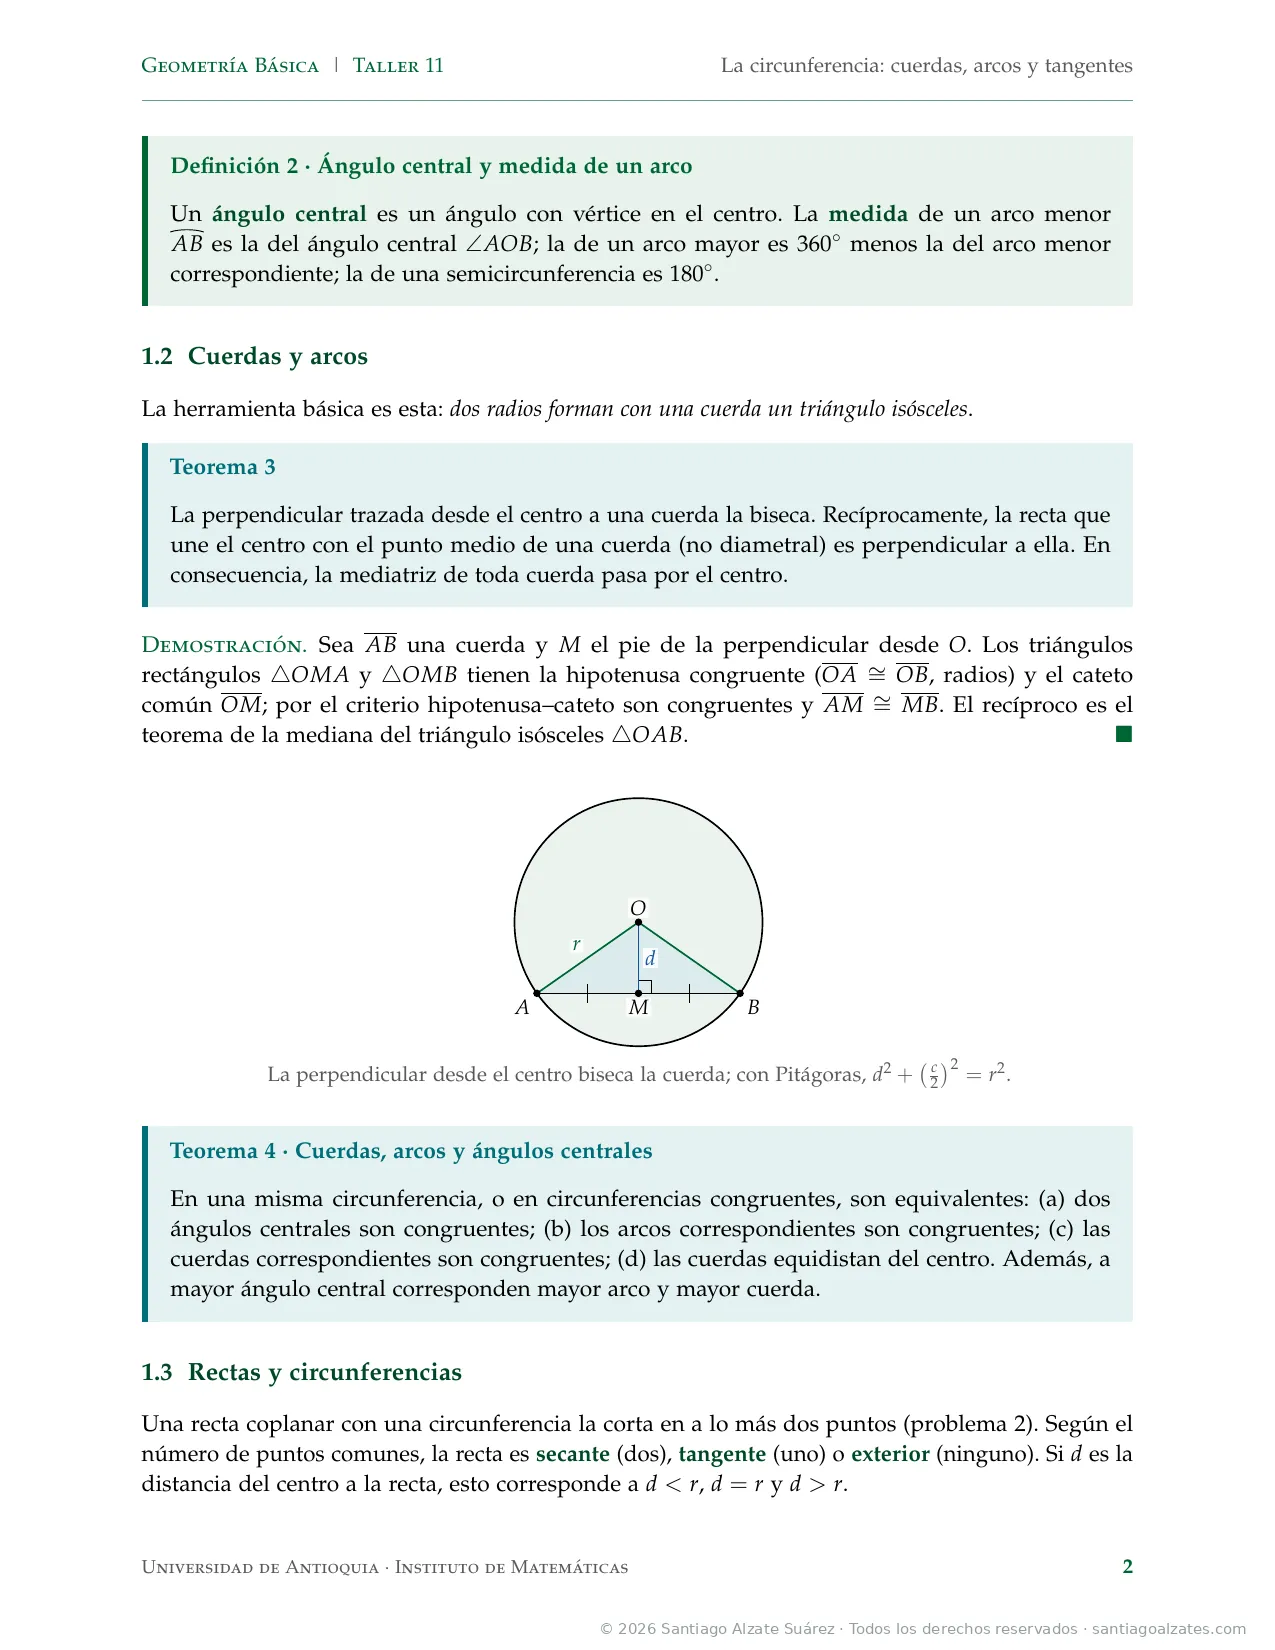 Geometría Básica | Taller 11
La circunferencia: cuerdas, arcos y tangentes
Definición 2 · Ángulo central y medida de un arco
Un ángulo central es un ángulo con vértice en el centro. La medida de un arco menor
$\widehat{AB}$ es la del ángulo central ∠AOB; la de un arco mayor es 360° menos la del arco menor
correspondiente; la de una semicircunferencia es 180°.
1.2 Cuerdas y arcos
La herramienta básica es esta: dos radios forman con una cuerda un triángulo isósceles.
Teorema 3
La perpendicular trazada desde el centro a una cuerda la biseca. Recíprocamente, la recta que
une el centro con el punto medio de una cuerda (no diametral) es perpendicular a ella. En
consecuencia, la mediatriz de toda cuerda pasa por el centro.
Demostración. Sea $\overline{AB}$ una cuerda y M el pie de la perpendicular desde O. Los triángulos
rectángulos △OMA y △OMB tienen la hipotenusa congruente ($\overline{OA}$ ≅ $\overline{OB}$, radios) y el cateto
común $\overline{OM}$; por el criterio hipotenusa–cateto son congruentes y $\overline{AM}$ ≅ $\overline{MB}$. El recíproco es el
teorema de la mediana del triángulo isósceles △OAB. ■
O
r
d
A
M
B
La perpendicular desde el centro biseca la cuerda; con Pitágoras, $d^2 + \left(\frac{c}{2}\right)^2 = r^2$.
Teorema 4 · Cuerdas, arcos y ángulos centrales
En una misma circunferencia, o en circunferencias congruentes, son equivalentes: (a) dos
ángulos centrales son congruentes; (b) los arcos correspondientes son congruentes; (c) las
cuerdas correspondientes son congruentes; (d) las cuerdas equidistan del centro. Además, a
mayor ángulo central corresponden mayor arco y mayor cuerda.
1.3 Rectas y circunferencias
Una recta coplanar con una circunferencia la corta en a lo más dos puntos (problema 2). Según el
número de puntos comunes, la recta es secante (dos), tangente (uno) o exterior (ninguno). Si d es la
distancia del centro a la recta, esto corresponde a d < r, d = r y d > r.
Universidad de Antioquia · Instituto de Matemáticas
2
© 2026 Santiago Alzate Suárez · Todos los derechos reservados · santiagoalzates.com